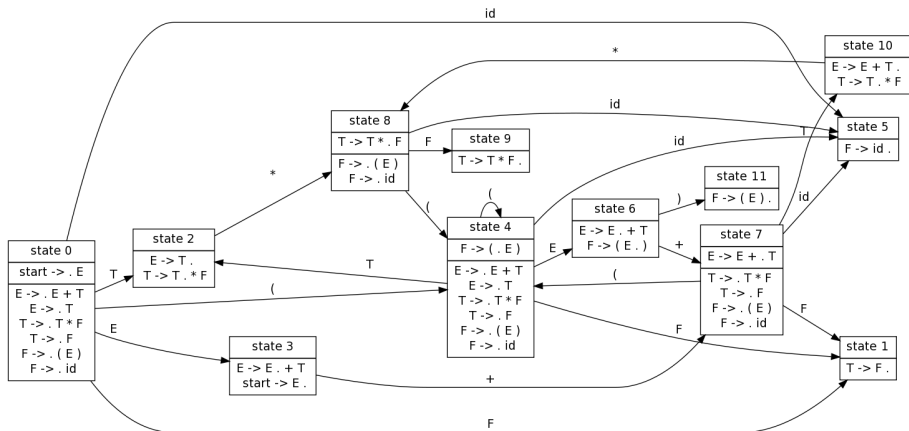 id
state 10
E -> E + T .
T -> T . * F
*
state 8
T -> T * . F
F -> . ( E )
F -> . id
id
F
state 9
T -> T * F .
T
state 5
F -> id .
*
(
(
id
state 11
F -> ( E ) .
state 6
E -> E . + T
F -> ( E . )
)
+
id
state 0
start -> . E
E -> . E + T
E -> . T
T -> . T * F
T -> . F
F -> . ( E )
F -> . id
T
(
E
state 2
E -> T .
T -> T . * F
T
state 4
F -> ( . E )
E -> . E + T
E -> . T
T -> . T * F
T -> . F
F -> . ( E )
F -> . id
E
(
F
state 7
E -> E + . T
T -> . T * F
T -> . F
F -> . ( E )
F -> . id
F
state 3
E -> E . + T
start -> E .
+
state 1
T -> F .
F